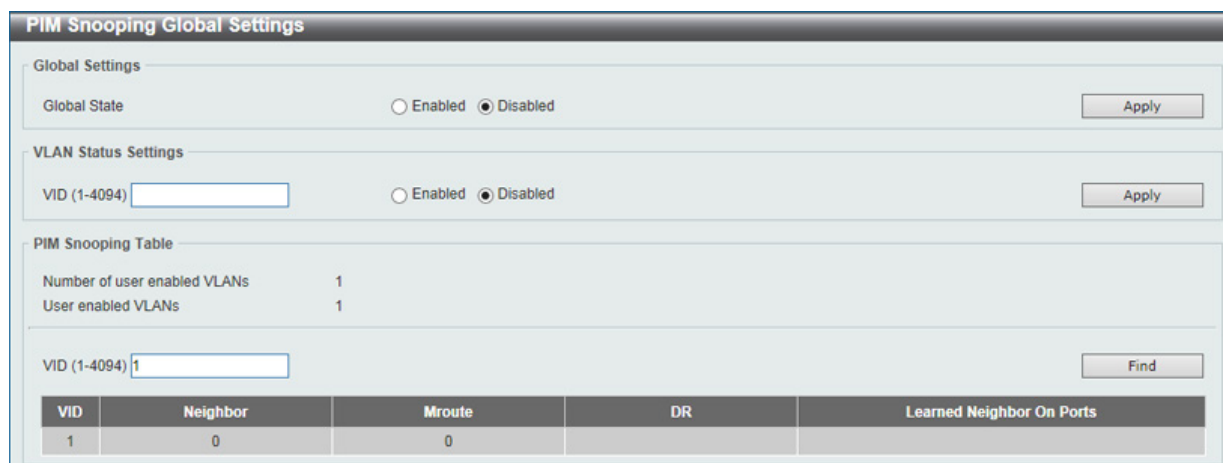 PIM Snooping Global Settings
Global Settings
Global State Enabled Disabled Apply
VLAN Status Settings
VID (1-4094) Enabled Disabled Apply
PIM Snooping Table
Number of user enabled VLANs 1
User enabled VLANs 1
VID (1-4094) 1 Find
VID Neighbor Mroute DR Learned Neighbor On Ports
1 0 0